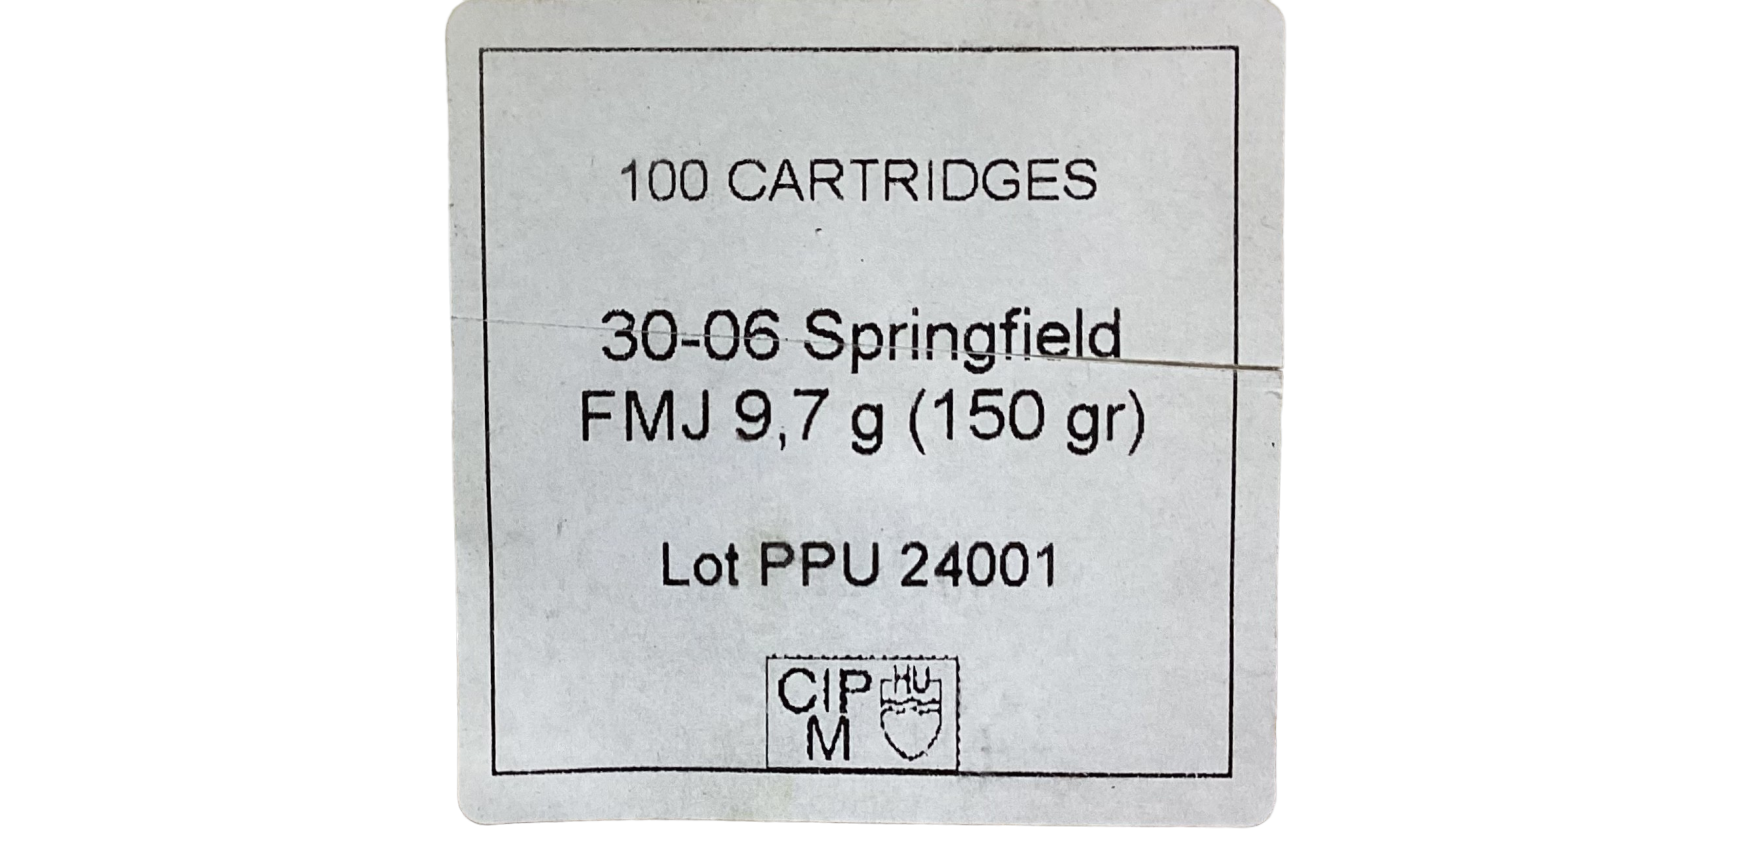 100 CARTRIDGES
30-06 Springfield
FMJ 9,7 g (150 gr)
Lot PPU 24001
CIP HU
M